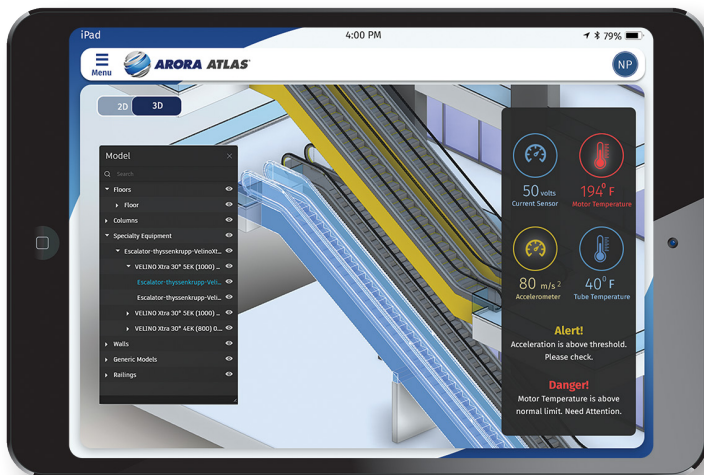 iPad
4:00 PM
79%
Menu
ARORA ATLAS
NP
2D
3D
Model
Search
Floors
Floor
Columns
Specialty Equipment
Escalator-thyssenkrupp-VelinoXt...
VELINO Xtra 30° SEK (1000) ...
Escalator-thyssenkrupp-Veli...
Escalator-thyssenkrupp-Veli...
VELINO Xtra 30° 5EK (1000) ...
VELINO Xtra 30° 4EK (800) 0...
Walls
Generic Models
Railings
50 volts
Current Sensor
194° F
Motor Temperature
80 m/s²
Accelerometer
40° F
Tube Temperature
Alert!
Acceleration is above threshold.
Please check.
Danger!
Motor Temperature is above
normal limit. Need Attention.